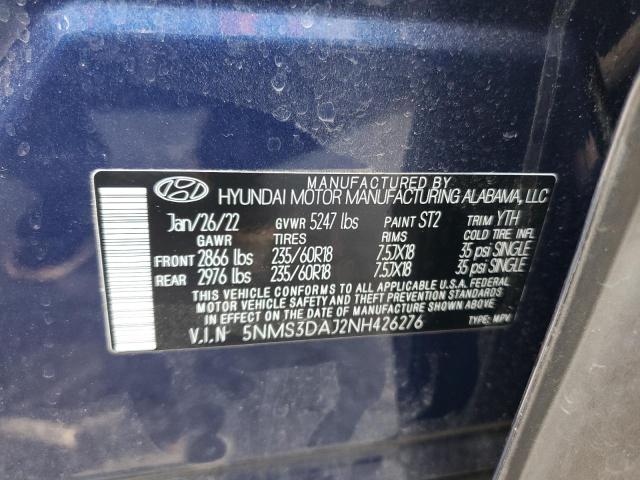 MANUFACTURED BY
HYUNDAI MOTOR MANUFACTURING ALABAMA, LLC
Jan/26/22 GVWR 5247 lbs PAINT ST2 TRIM YTH
GAWR TIRES RIMS COLD TIRE INFL
FRONT 2866 lbs 235/60R18 7.5JX18 35 psi SINGLE
REAR 2976 lbs 235/60R18 7.5JX18 35 psi SINGLE
THIS VEHICLE CONFORMS TO ALL APPLICABLE U.S.A. FEDERAL
MOTOR VEHICLE SAFETY AND THEFT PREVENTION STANDARDS IN
EFFECT ON THE DATE OF MANUFACTURE SHOWN ABOVE.
V.I.N 5NMS3DAJ2NH426276 TYPE: MPV